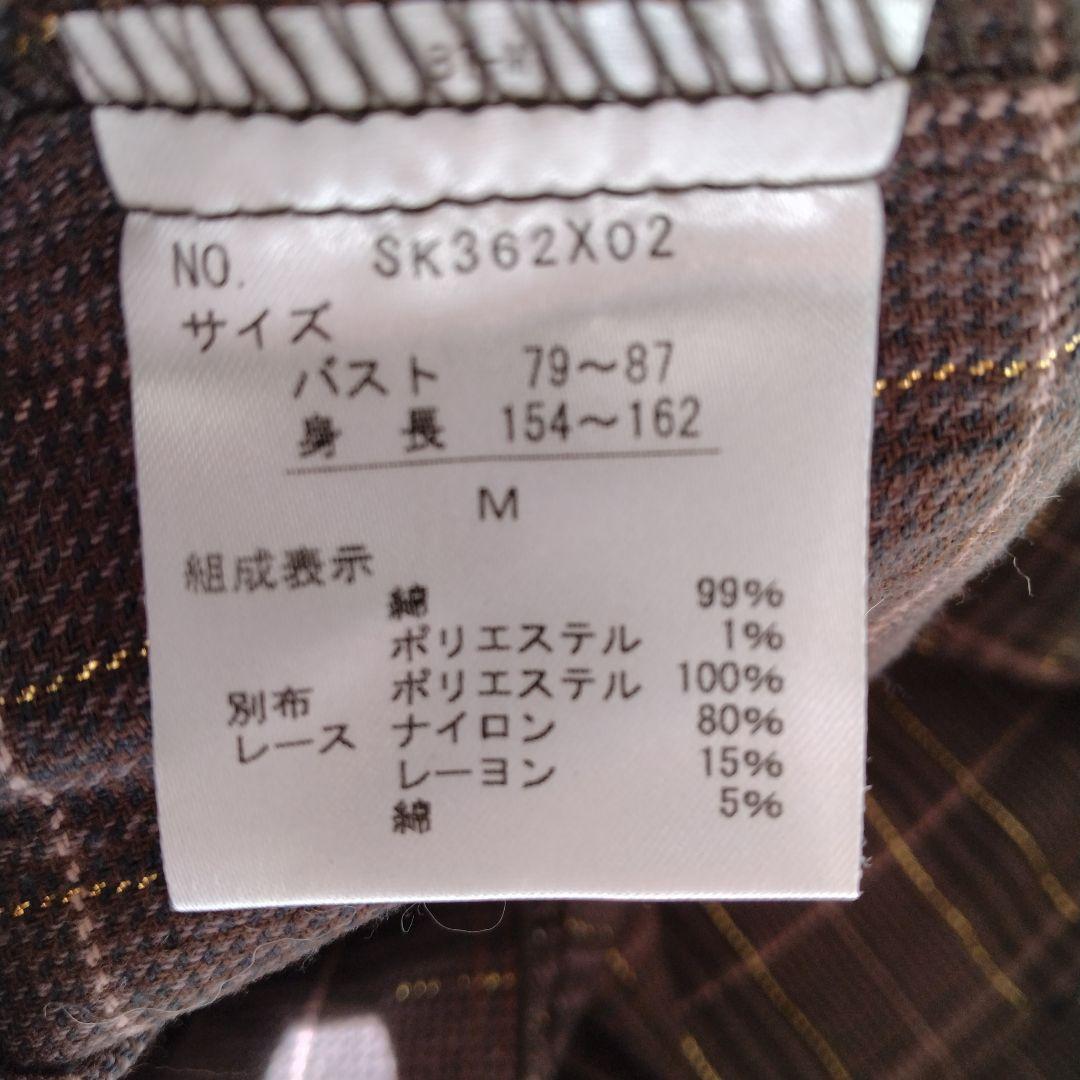 NO. SK362X02
サイズ
バスト 79～87
身長 154～162
M
組成表示
綿 99%
ポリエステル 1%
別布 ポリエステル 100%
レース ナイロン 80%
レーヨン 15%
綿 5%